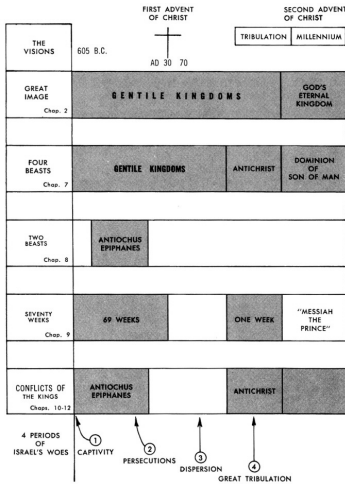 FIRST ADVENT
OF CHRIST
SECOND ADVENT
OF CHRIST
THE
VISIONS
605 B.C.
AD 30 70
TRIBULATION
MILLENNIUM
GREAT
IMAGE
Chap. 2
GENTILE KINGDOMS
GOD'S
ETERNAL
KINGDOM
FOUR
BEASTS
Chap. 7
GENTILE KINGDOMS
ANTICHRIST
DOMINION
OF
SON OF MAN
TWO
BEASTS
Chap. 8
ANTIOCHUS
EPIPHANES
SEVENTY
WEEKS
Chap. 9
69 WEEKS
ONE WEEK
"MESSIAH
THE
PRINCE"
CONFLICTS OF
THE KINGS
Chaps. 10-12
ANTIOCHUS
EPIPHANES
ANTICHRIST
4 PERIODS
OF
ISRAEL'S WOES
1
CAPTIVITY
2
PERSECUTIONS
3
DISPERSION
4
GREAT TRIBULATION